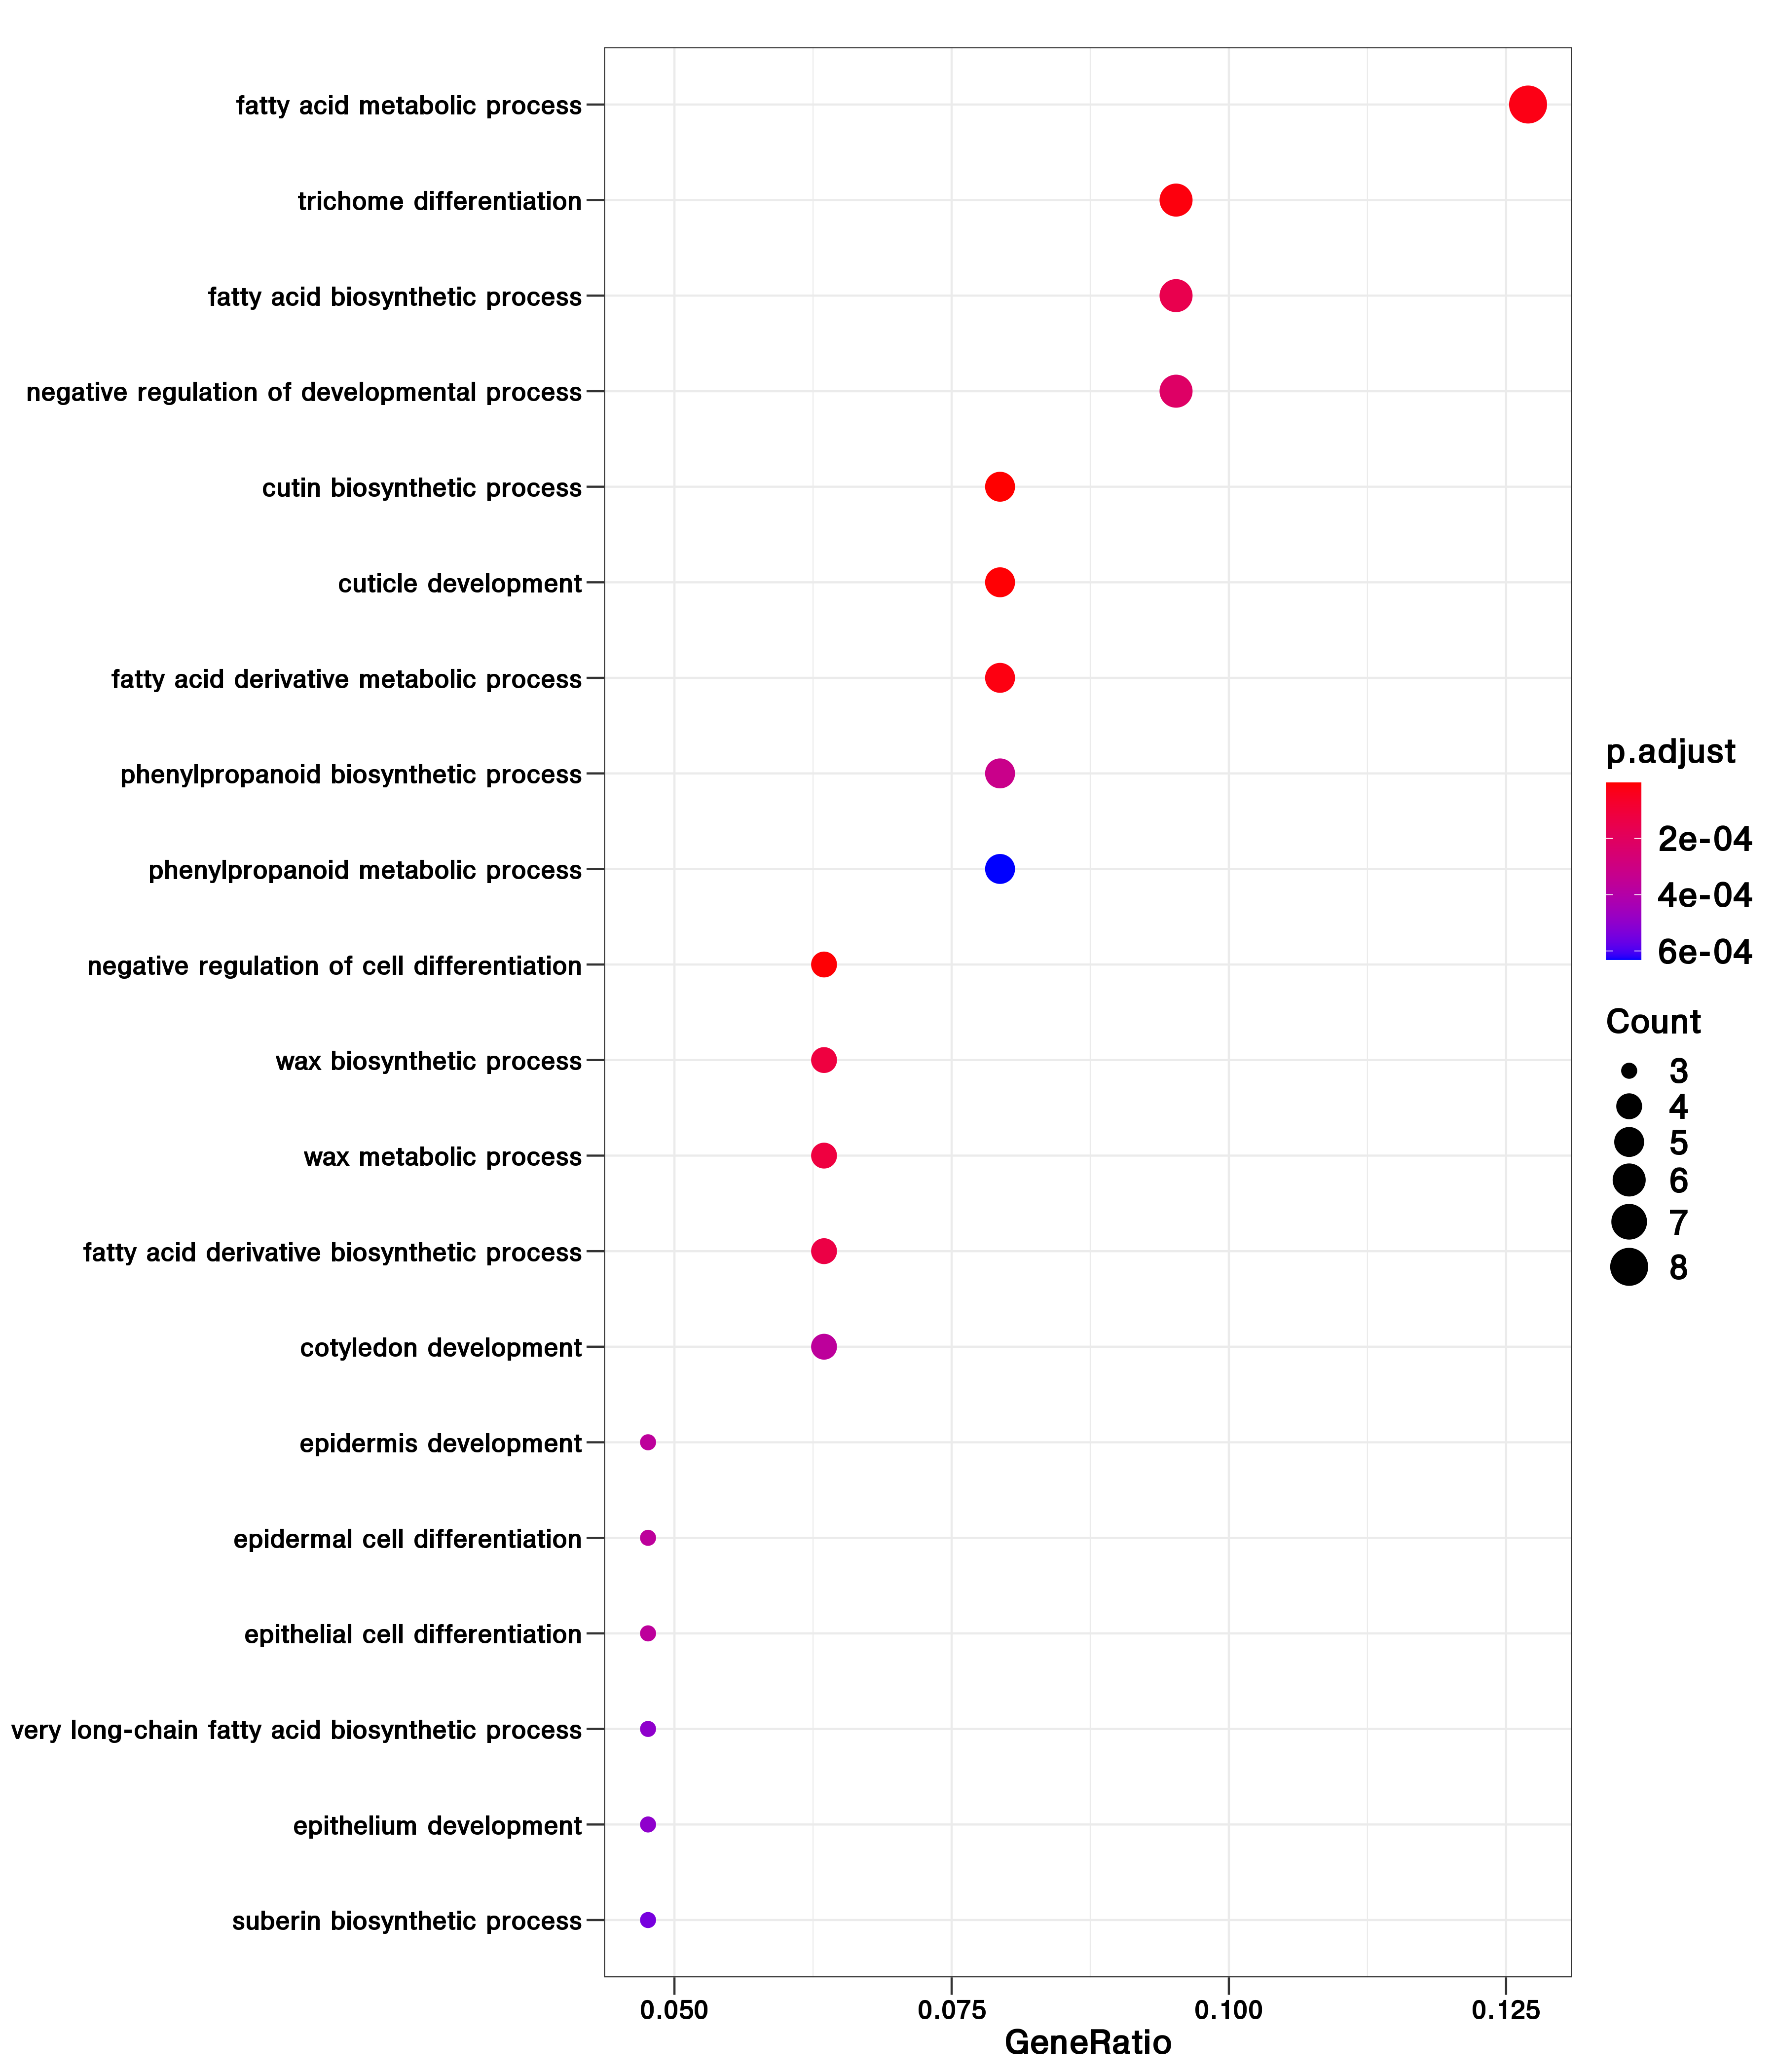 fatty acid metabolic process
trichome differentiation
fatty acid biosynthetic process
negative regulation of developmental process
cutin biosynthetic process
cuticle development
fatty acid derivative metabolic process
phenylpropanoid biosynthetic process
phenylpropanoid metabolic process
negative regulation of cell differentiation
wax biosynthetic process
wax metabolic process
fatty acid derivative biosynthetic process
cotyledon development
epidermis development
epidermal cell differentiation
epithelial cell differentiation
very long-chain fatty acid biosynthetic process
epithelium development
suberin biosynthetic process
0.050 0.075 0.100 0.125
GeneRatio
p.adjust
2e-04
4e-04
6e-04
Count
3
4
5
6
7
8